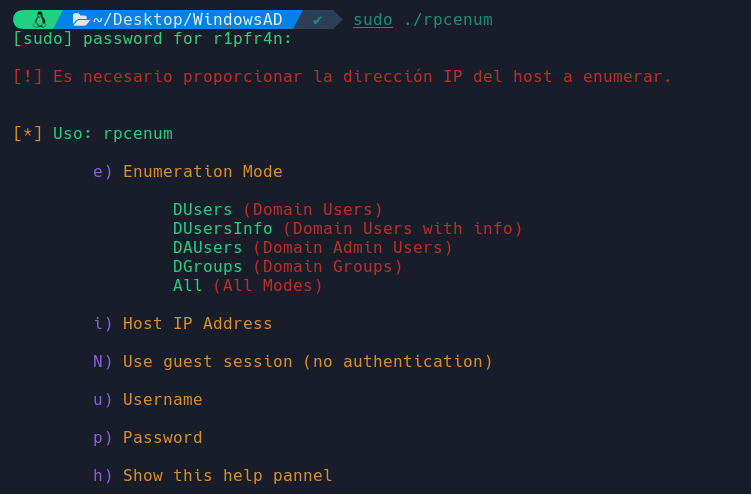 ~/Desktop/WindowsAD ✔ sudo ./rpcenum
[sudo] password for r1pfr4n:
[!] Es necesario proporcionar la dirección IP del host a enumerar.
[*] Uso: rpcenum
e) Enumeration Mode
DUsers (Domain Users)
DUsersInfo (Domain Users with info)
DAUsers (Domain Admin Users)
DGroups (Domain Groups)
All (All Modes)
i) Host IP Address
N) Use guest session (no authentication)
u) Username
p) Password
h) Show this help pannel